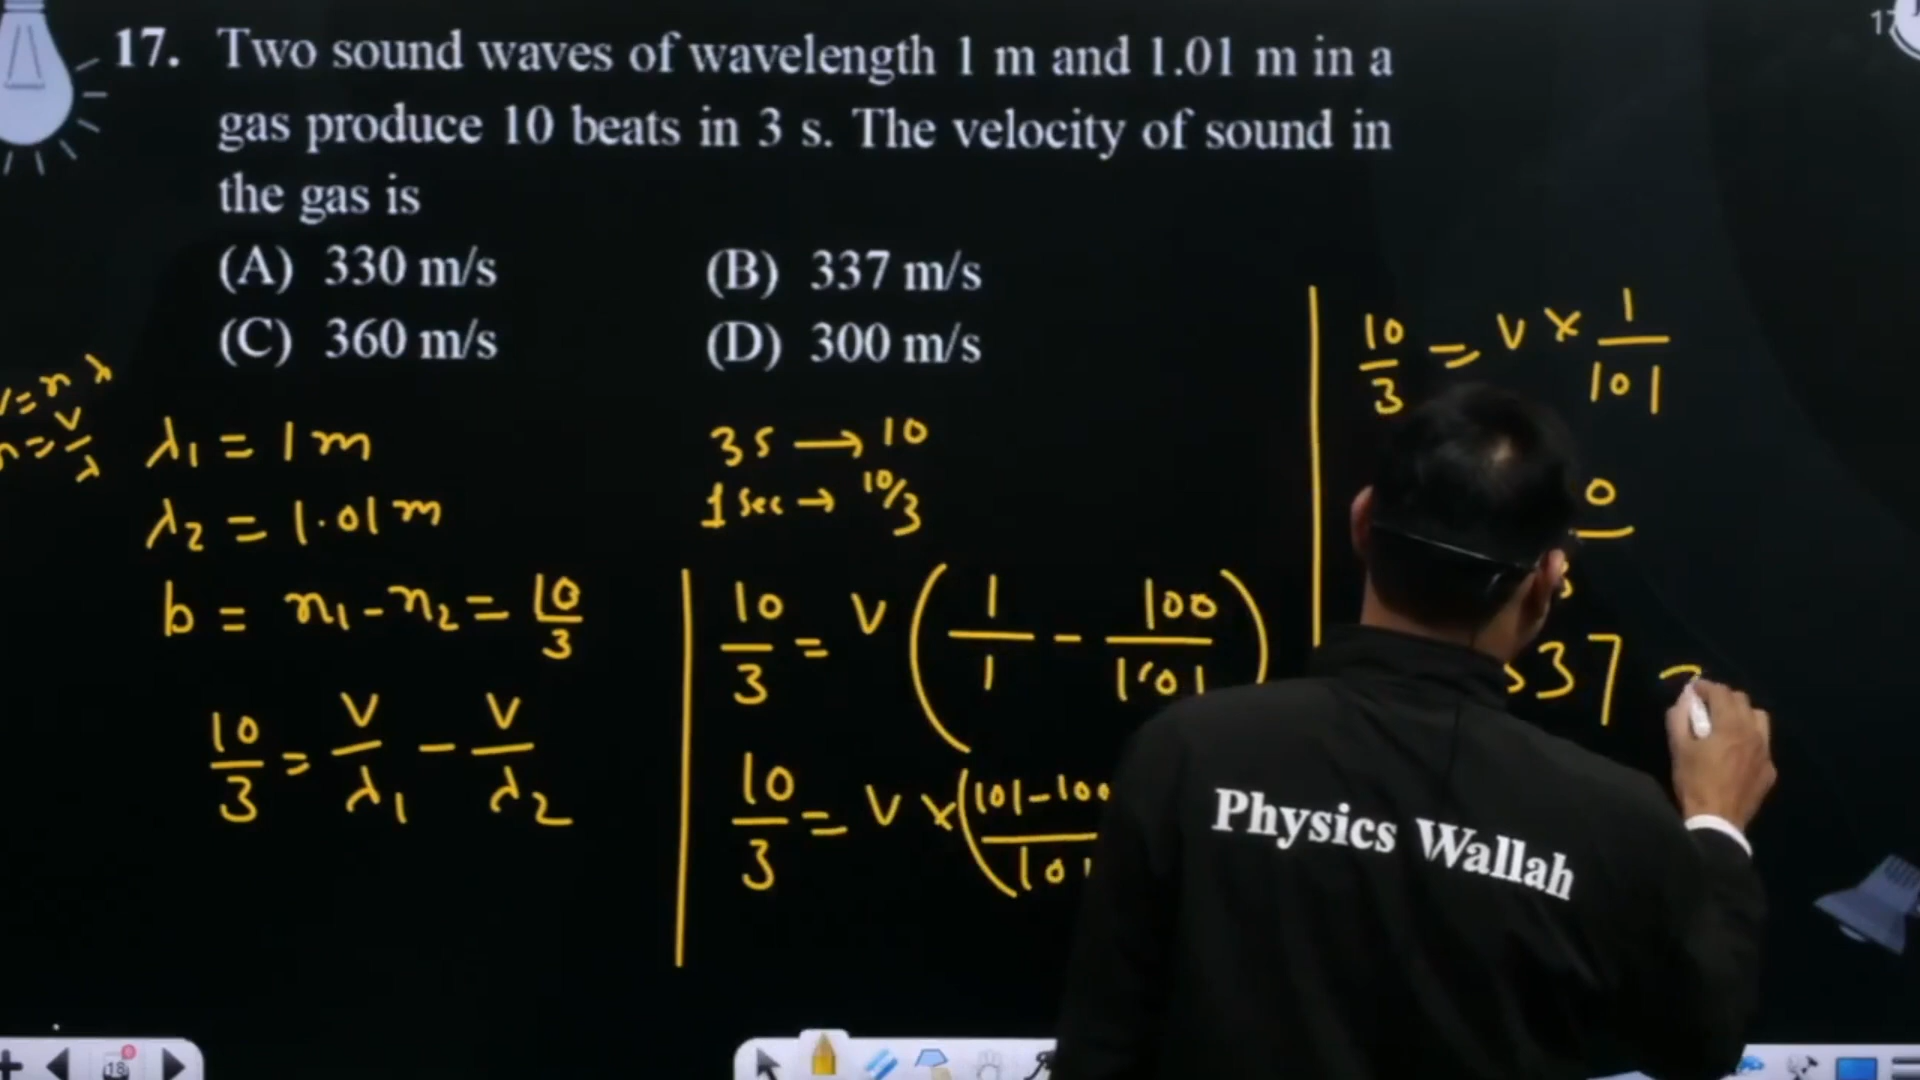 17. Two sound waves of wavelength 1 m and 1.01 m in a
gas produce 10 beats in 3 s. The velocity of sound in
the gas is
(A) 330 m/s (B) 337 m/s
(C) 360 m/s (D) 300 m/s
17
v = n λ
n = v/λ
λ1 = 1 m
λ2 = 1.01 m
b = n1 - n2 = 10/3
10/3 = v/λ1 - v/λ2
3s → 10
1 sec → 10/3
10/3 = v ( 1/1 - 100/101 )
10/3 = v × ( 101-100
10/3 = v × 1/101
337
Physics Wallah
18